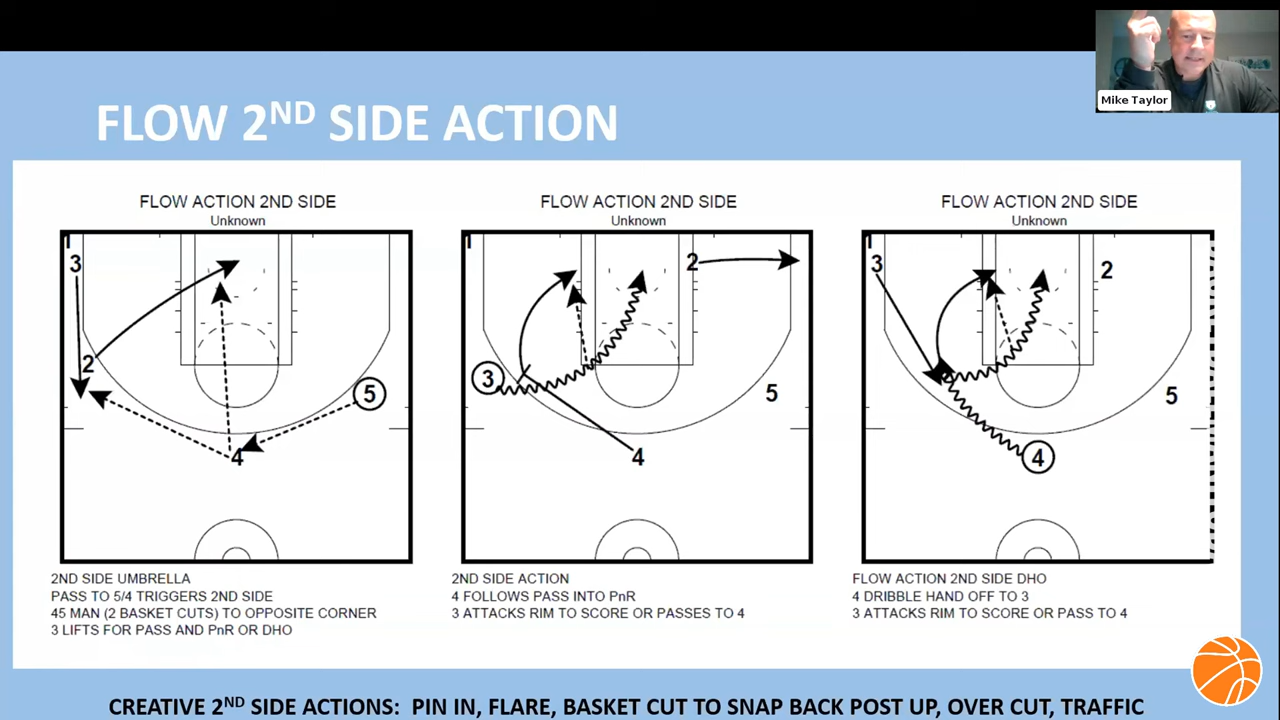 Mike Taylor
FLOW 2ND SIDE ACTION
FLOW ACTION 2ND SIDE
Unknown
1
3
2
5
4
2ND SIDE UMBRELLA
PASS TO 5/4 TRIGGERS 2ND SIDE
45 MAN (2 BASKET CUTS) TO OPPOSITE CORNER
3 LIFTS FOR PASS AND PnR OR DHO
FLOW ACTION 2ND SIDE
Unknown
1
2
3
5
4
2ND SIDE ACTION
4 FOLLOWS PASS INTO PnR
3 ATTACKS RIM TO SCORE OR PASSES TO 4
FLOW ACTION 2ND SIDE
Unknown
1
3
2
5
4
FLOW ACTION 2ND SIDE DHO
4 DRIBBLE HAND OFF TO 3
3 ATTACKS RIM TO SCORE OR PASS TO 4
CREATIVE 2ND SIDE ACTIONS: PIN IN, FLARE, BASKET CUT TO SNAP BACK POST UP, OVER CUT, TRAFFIC